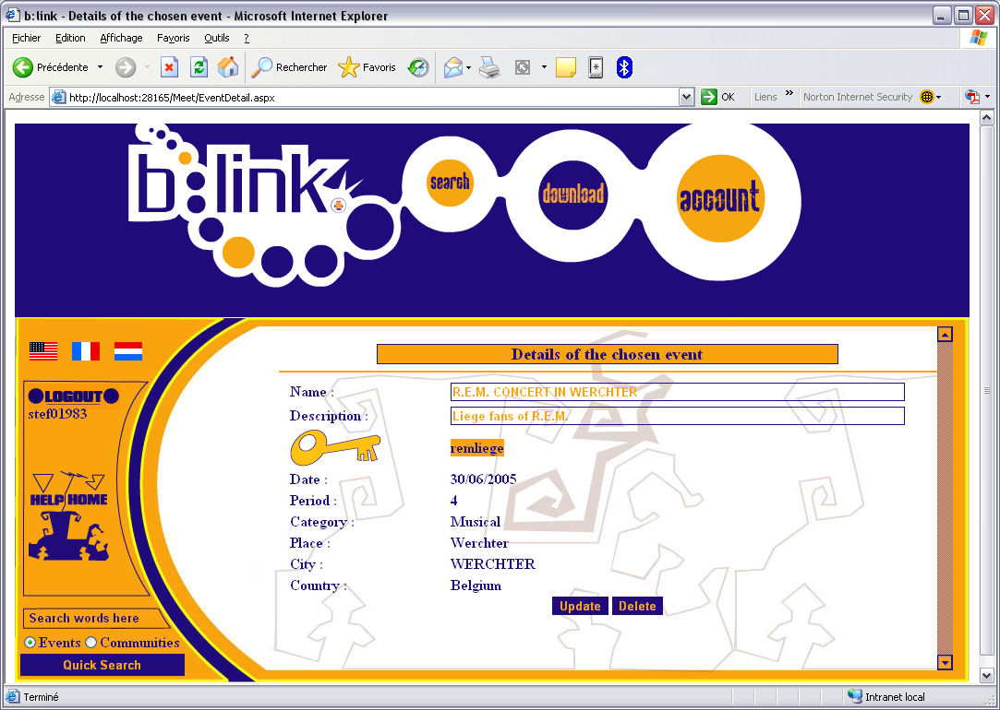 b:link - Details of the chosen event - Microsoft Internet Explorer
Fichier Edition Affichage Favoris Outils ?
Précédente Rechercher Favoris
Adresse http://localhost:28165/Meet/EventDetail.aspx OK Liens » Norton Internet Security
b:link
search
download
account
Details of the chosen event
LOGOUT
stef01983
HELP HOME
Name : R.E.M. CONCERT IN WERCHTER
Description : Liege fans of R.E.M.
remliege
Date : 30/06/2005
Period : 4
Category : Musical
Place : Werchter
City : WERCHTER
Country : Belgium
Update Delete
Search words here
Events Communities
Quick Search
Terminé Intranet local